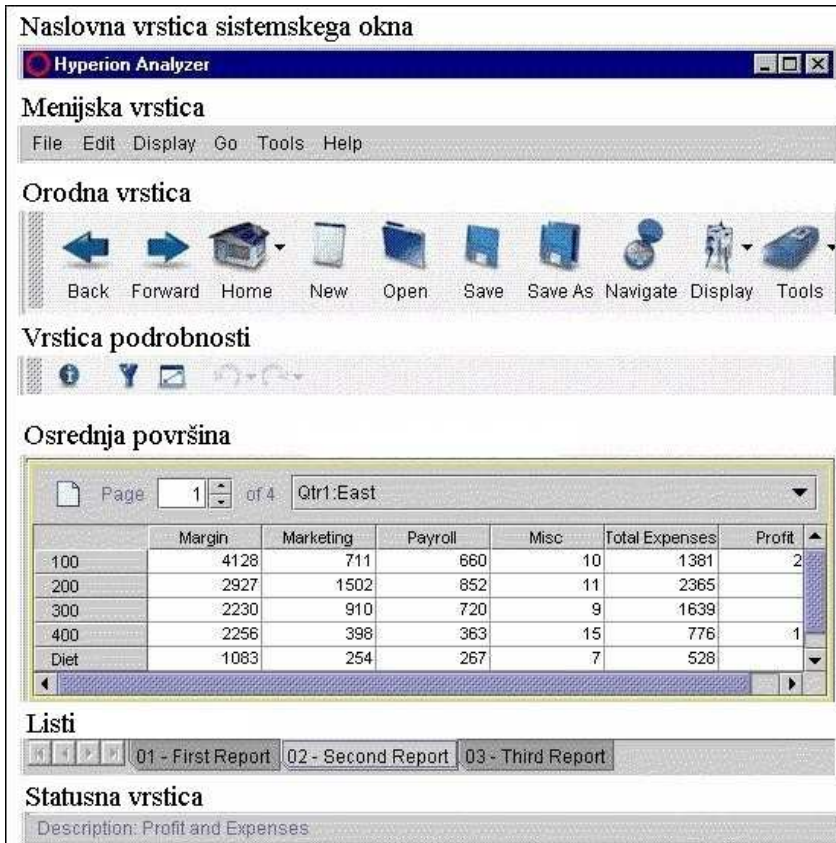 Naslovna vrstica sistemskega okna
Hyperion Analyzer
Menijska vrstica
File Edit Display Go Tools Help
Orodna vrstica
Back Forward Home New Open Save Save As Navigate Display Tools
Vrstica podrobnosti
Osrednja površina
Page 1 of 4 Qtr1:East
Margin Marketing Payroll Misc Total Expenses Profit
100 4128 711 660 10 1381 2
200 2927 1502 852 11 2365
300 2230 910 720 9 1639
400 2256 398 363 15 776 1
Diet 1083 254 267 7 528
Listi
01 - First Report 02 - Second Report 03 - Third Report
Statusna vrstica
Description: Profit and Expenses